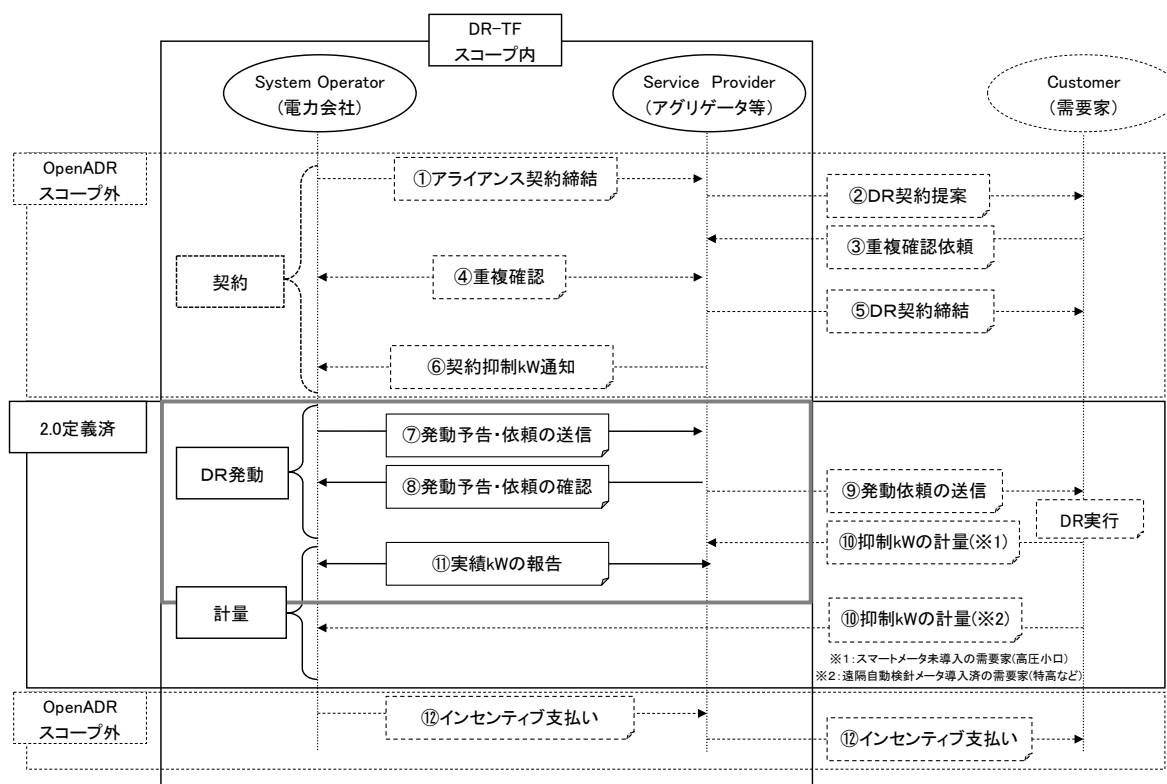 DR-TF
スコープ内
System Operator
(電力会社)
Service Provider
(アグリゲータ等)
Customer
(需要家)
OpenADR
スコープ外
①アライアンス契約締結
②DR契約提案
③重複確認依頼
契約
④重複確認
⑤DR契約締結
⑥契約抑制kW通知
2.0定義済
⑦発動予告・依頼の送信
DR発動
⑧発動予告・依頼の確認
⑨発動依頼の送信
DR実行
⑩抑制kWの計量(※1)
⑪実績kWの報告
計量
⑩抑制kWの計量(※2)
※1:スマートメータ未導入の需要家(高圧小口)
※2:遠隔自動検針メータ導入済の需要家(特高など)
OpenADR
スコープ外
⑫インセンティブ支払い
⑫インセンティブ支払い